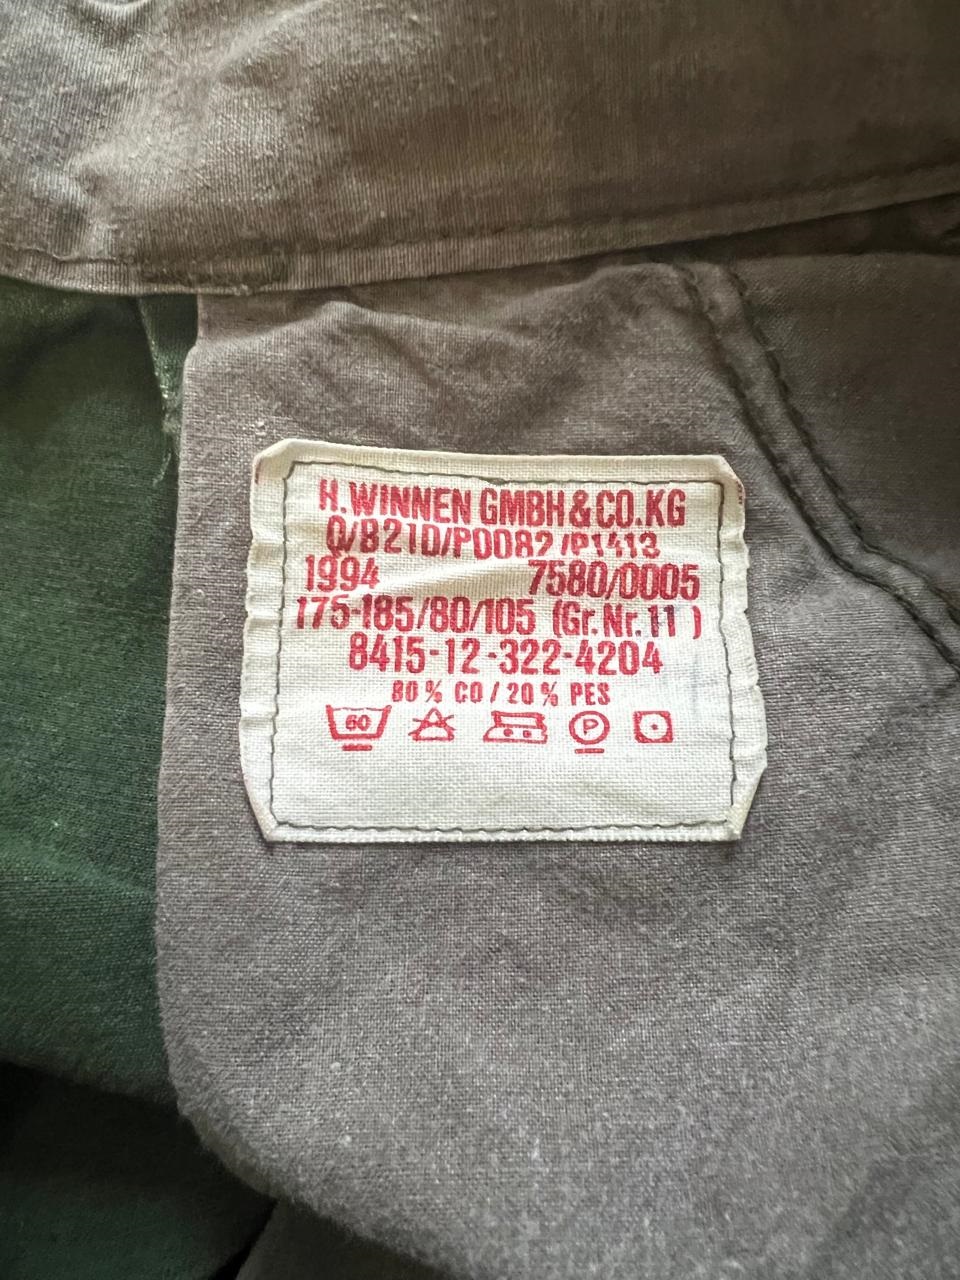 H.WINNEN GMBH&CO.KG
Q/B21D/P0082/P1413
1994 7580/0005
175-185/80/105 (Gr.Nr.11)
8415-12-322-4204
80% CO/20% PES
60
P